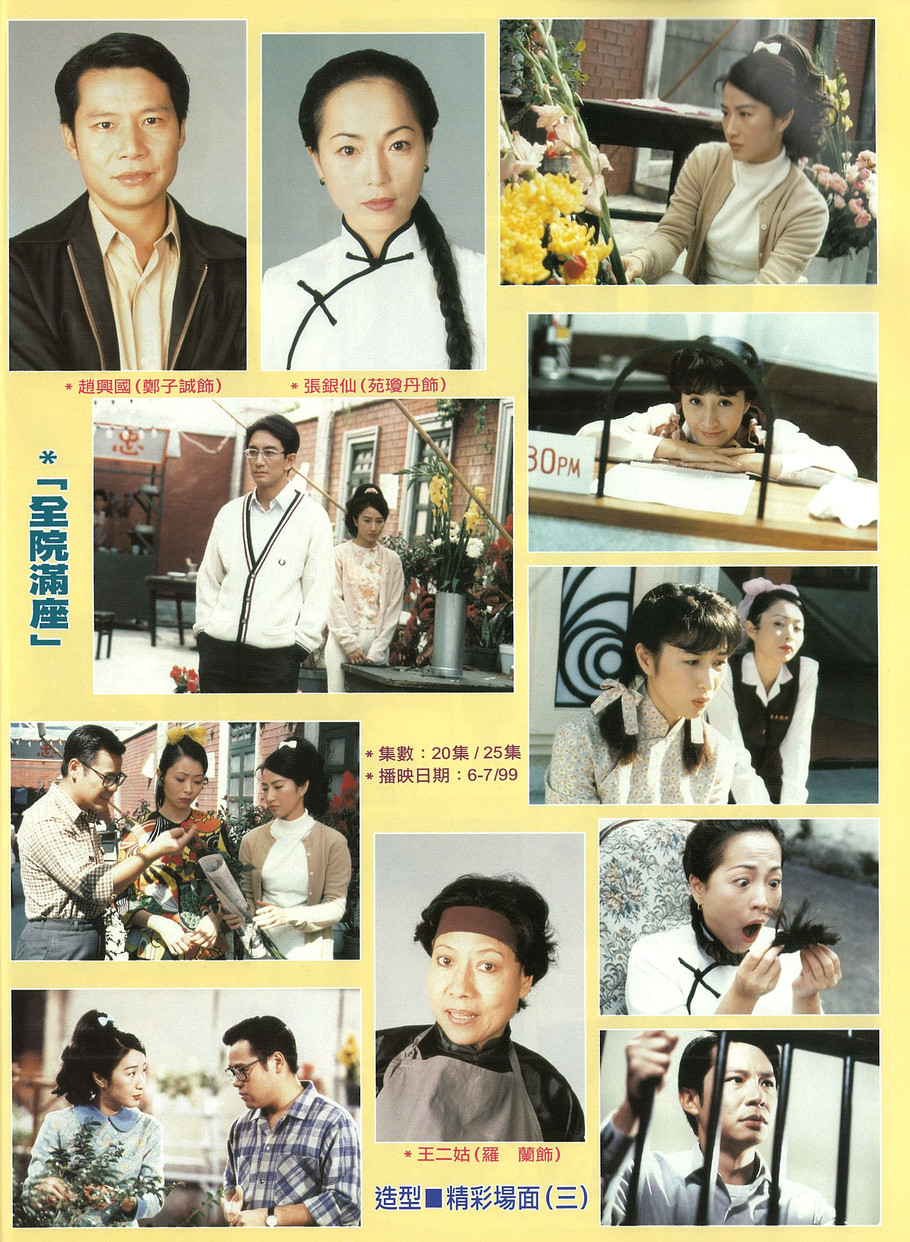 * 趙興國(鄭子誠飾)
* 張銀仙(苑瓊丹飾)
30PM
忠
*「全院滿座」
* 集數：20集 / 25集
* 播映日期：6-7/99
* 王二姑(羅　蘭飾)
造型■精彩場面(三)